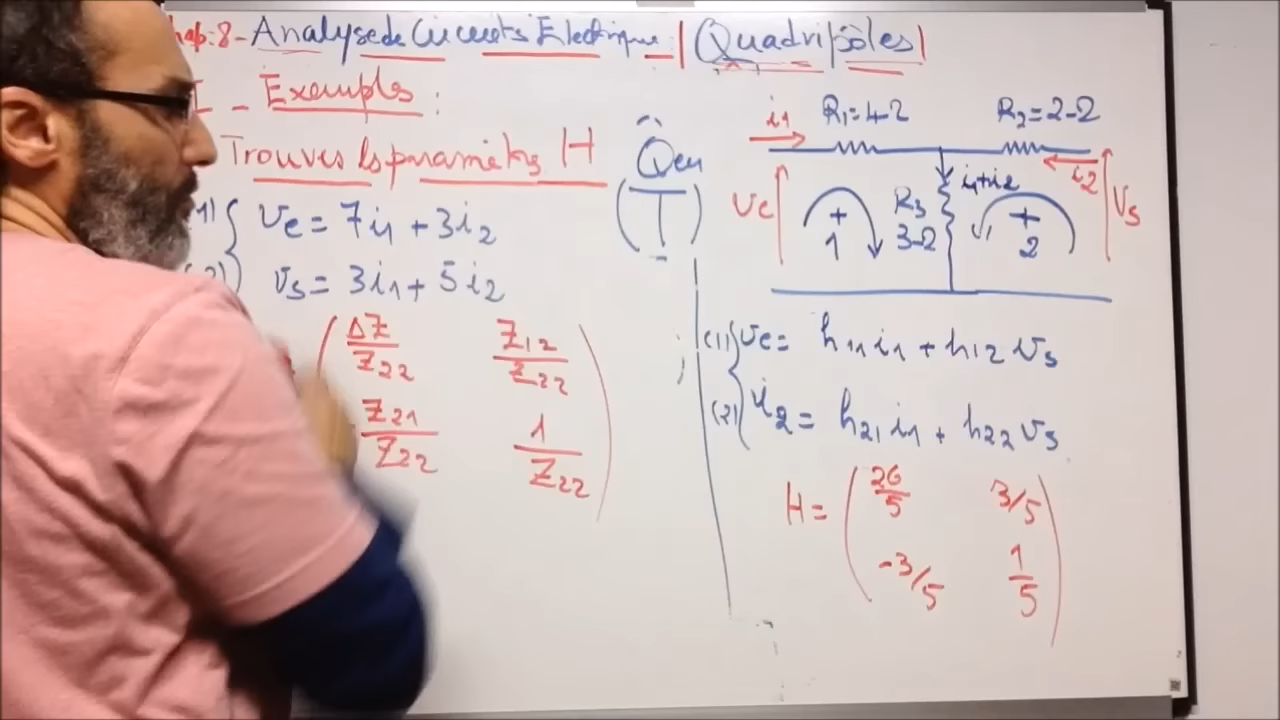 hap: 8 - Analyse de Circuits Electrique | Quadripôles |
I - Exemples :
Trouves les paramètres H
Q en
(T)
(1) { ve = 7i1 + 3i2
(2) vs = 3i1 + 5i2
ΔZ/Z22 Z12/Z22
Z21/Z22 1/Z22
i1 R1=4Ω R2=2Ω
i1+i2 i2
ve + 1 R3 3Ω + 2 vs
(1) { ve = h11 i1 + h12 vs
(2) i2 = h21 i1 + h22 vs
H = ( 26/5 3/5
-3/5 1/5 )